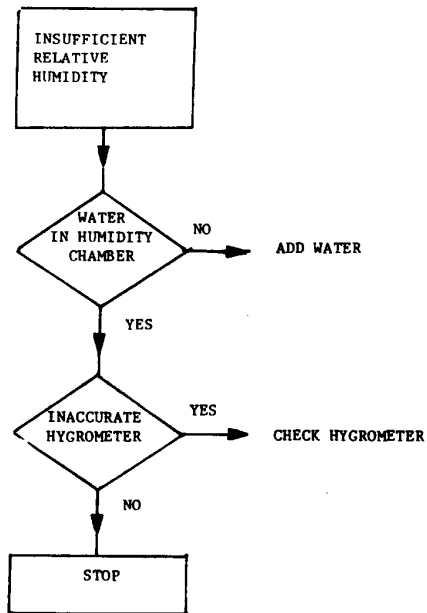 INSUFFICIENT
RELATIVE
HUMIDITY
WATER
IN HUMIDITY
CHAMBER
NO
ADD WATER
YES
INACCURATE
HYGROMETER
YES
CHECK HYGROMETER
NO
STOP